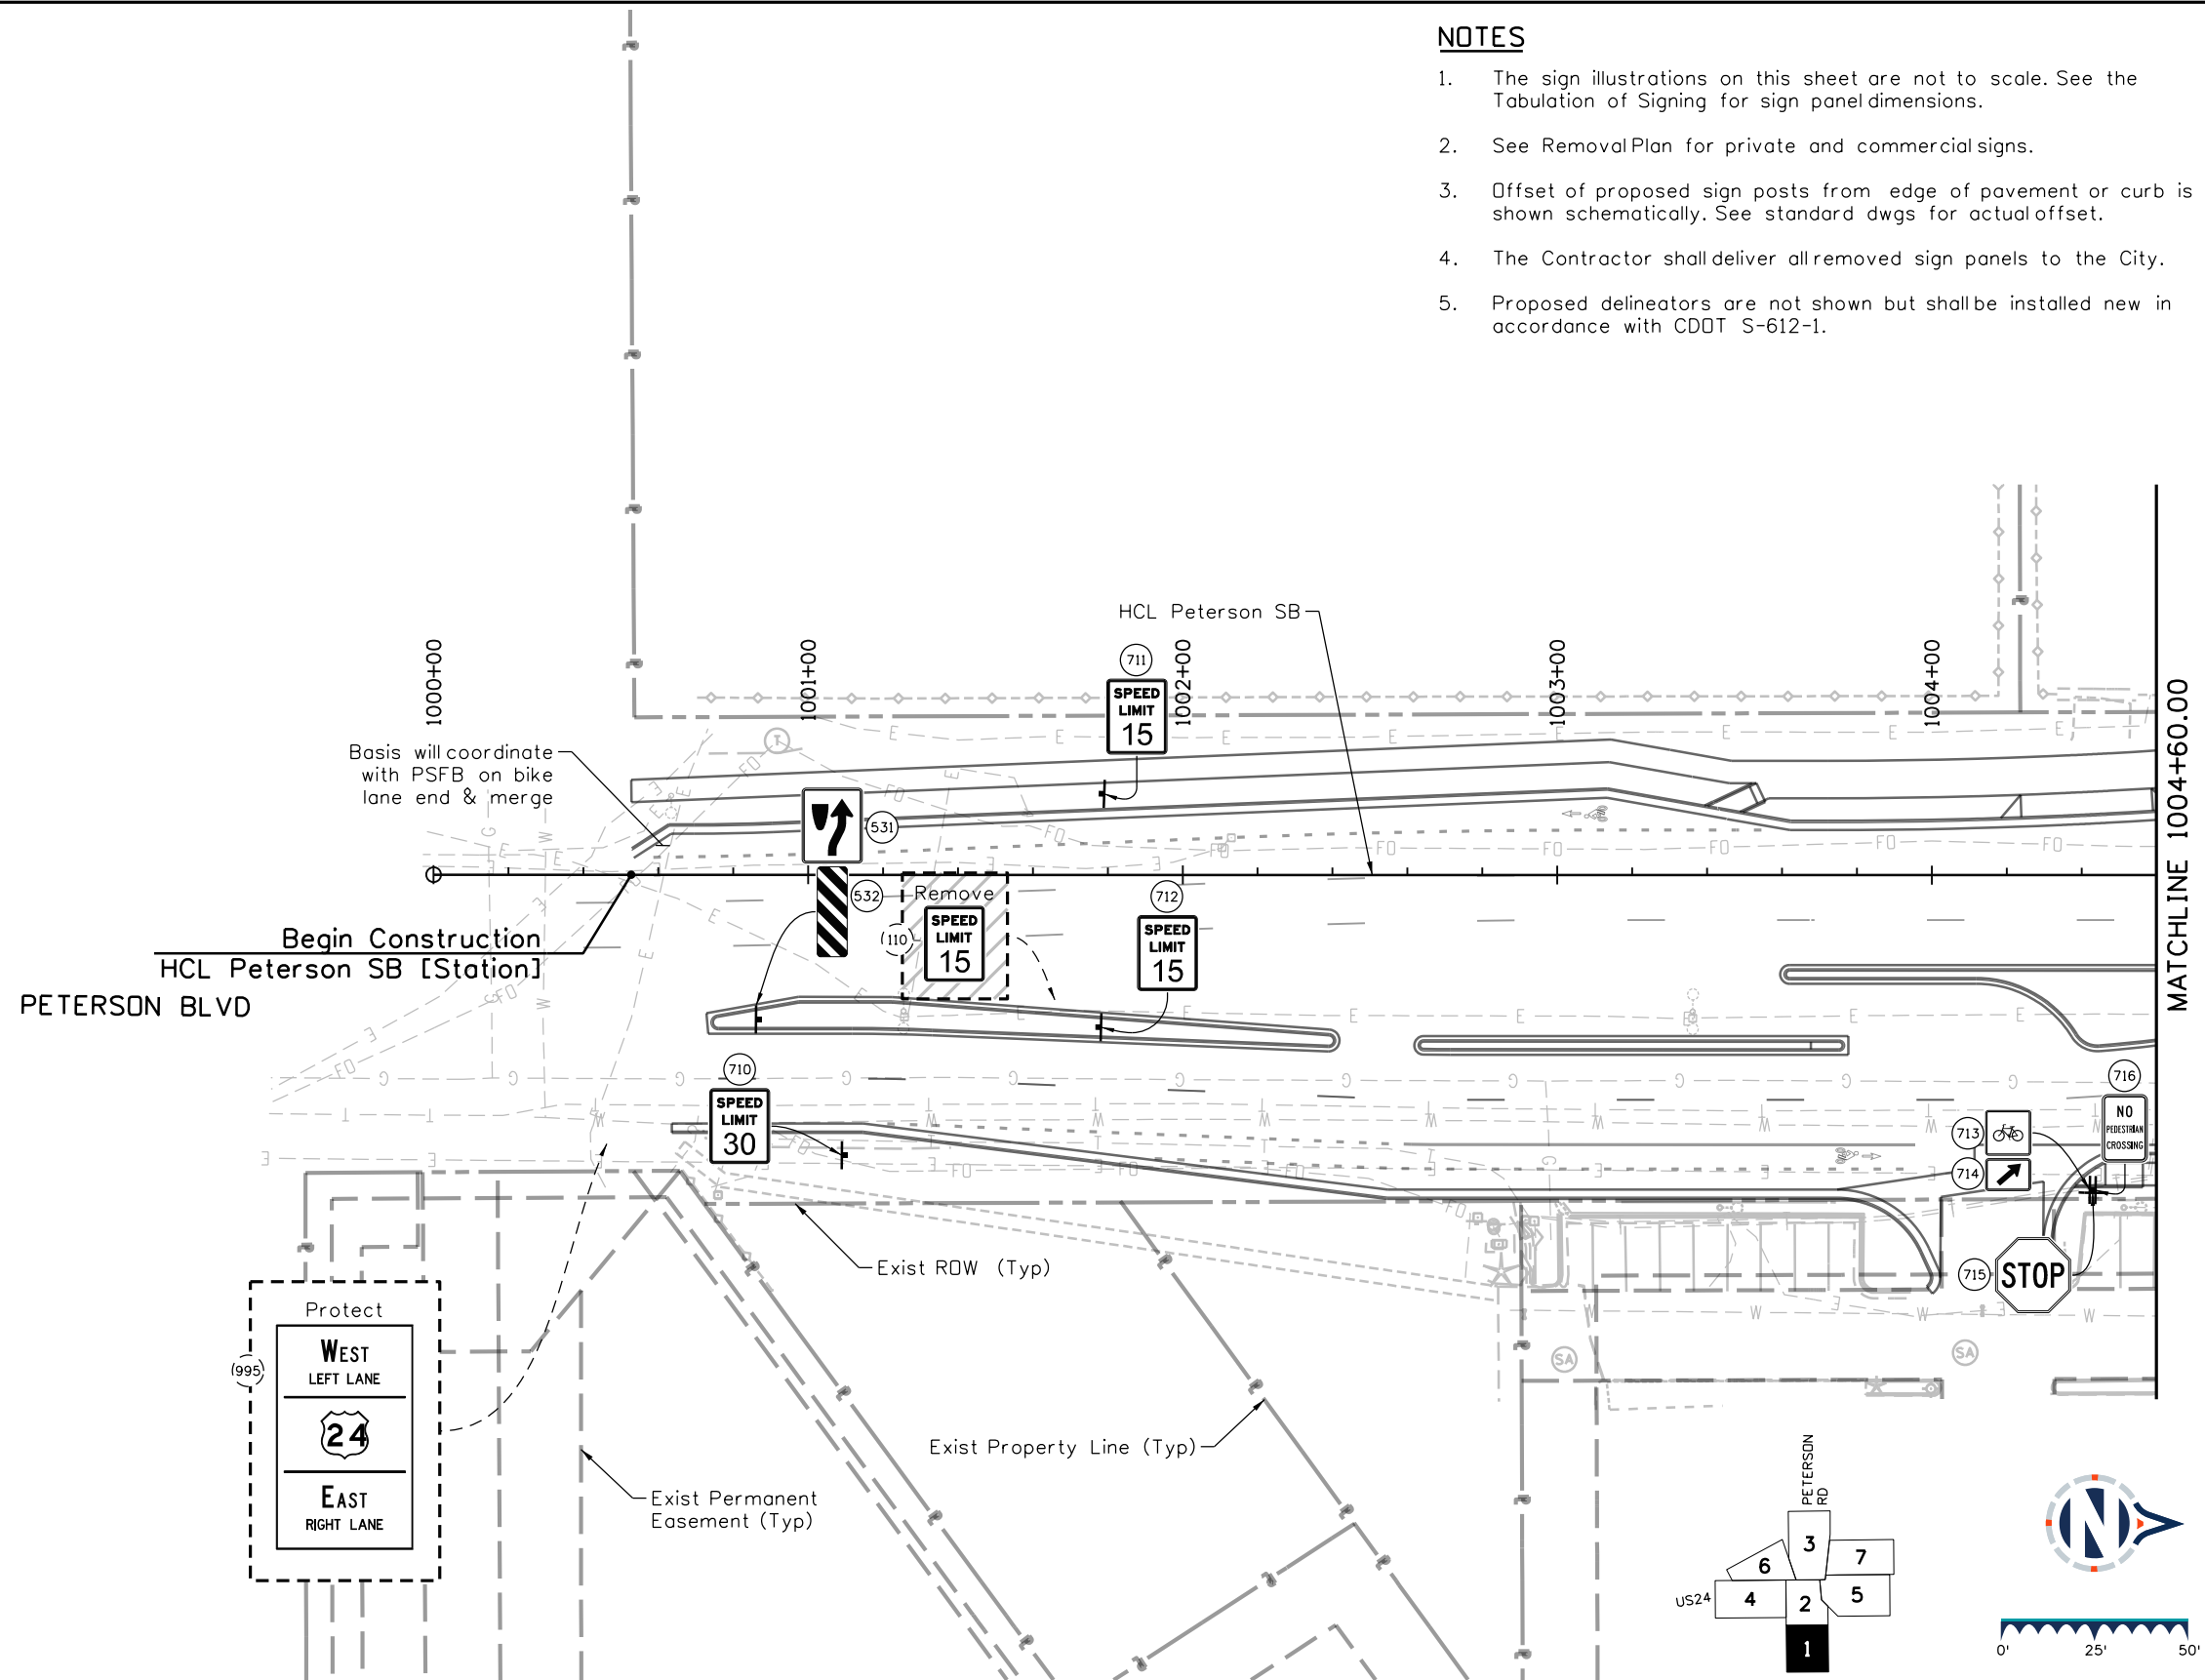 NOTES
1. The sign illustrations on this sheet are not to scale. See the
Tabulation of Signing for sign panel dimensions.
2. See Removal Plan for private and commercial signs.
3. Offset of proposed sign posts from edge of pavement or curb is
shown schematically. See standard dwgs for actual offset.
4. The Contractor shall deliver all removed sign panels to the City.
5. Proposed delineators are not shown but shall be installed new in
accordance with CDOT S-612-1.
HCL Peterson SB
1000+00
1001+00
1002+00
1003+00
1004+00
MATCHLINE 1004+60.00
711
SPEED
LIMIT
15
Basis will coordinate
with PSFB on bike
lane end & merge
531
532
Remove
110
SPEED
LIMIT
15
712
SPEED
LIMIT
15
Begin Construction
HCL Peterson SB [Station]
PETERSON BLVD
710
SPEED
LIMIT
30
716
NO
PEDESTRIAN
CROSSING
713
714
715
STOP
Exist ROW (Typ)
Protect
995
WEST
LEFT LANE
24
EAST
RIGHT LANE
Exist Property Line (Typ)
Exist Permanent
Easement (Typ)
SA
SA
PETERSON
RD
US24
3
6
7
4
2
5
1
N
0'
25'
50'